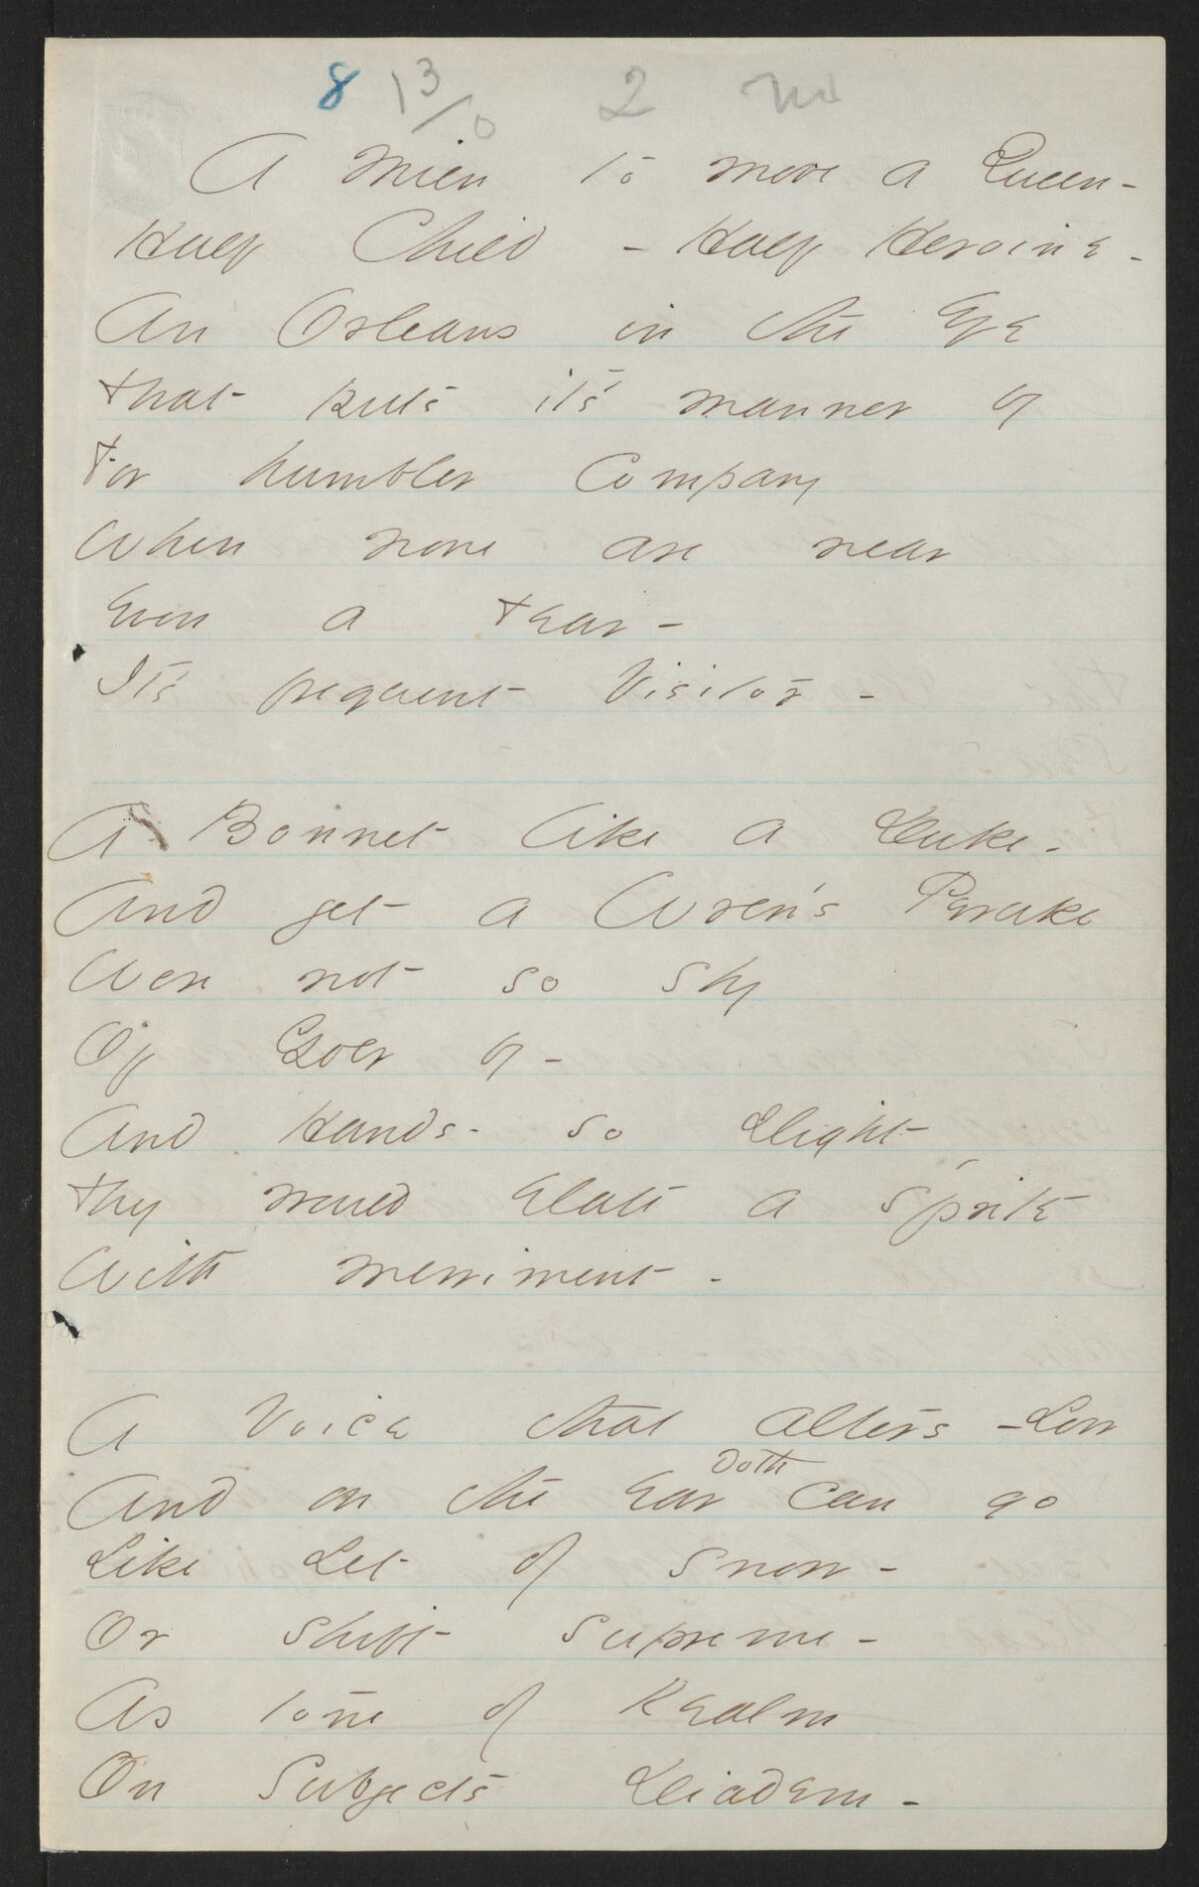 8 13/0 2
A mien to move a Queen -
Half Child - Half Heroine -
An Orleans in the Eye
That puts it's manner by
For humbler Company
When none are near
Even a tear -
It's frequent Visitor -
A Bonnet like a Duke -
And yet a Wren's Peruke
Were not so shy
Of Goer by -
And Hands - so slight,
They would Elate a Sprite
With merriment -
A Voice that alters - Low
And on the Ear Doth can go
Like Let of Snow -
Or shift supreme -
As tone of Realm
On Subjects Diadem -